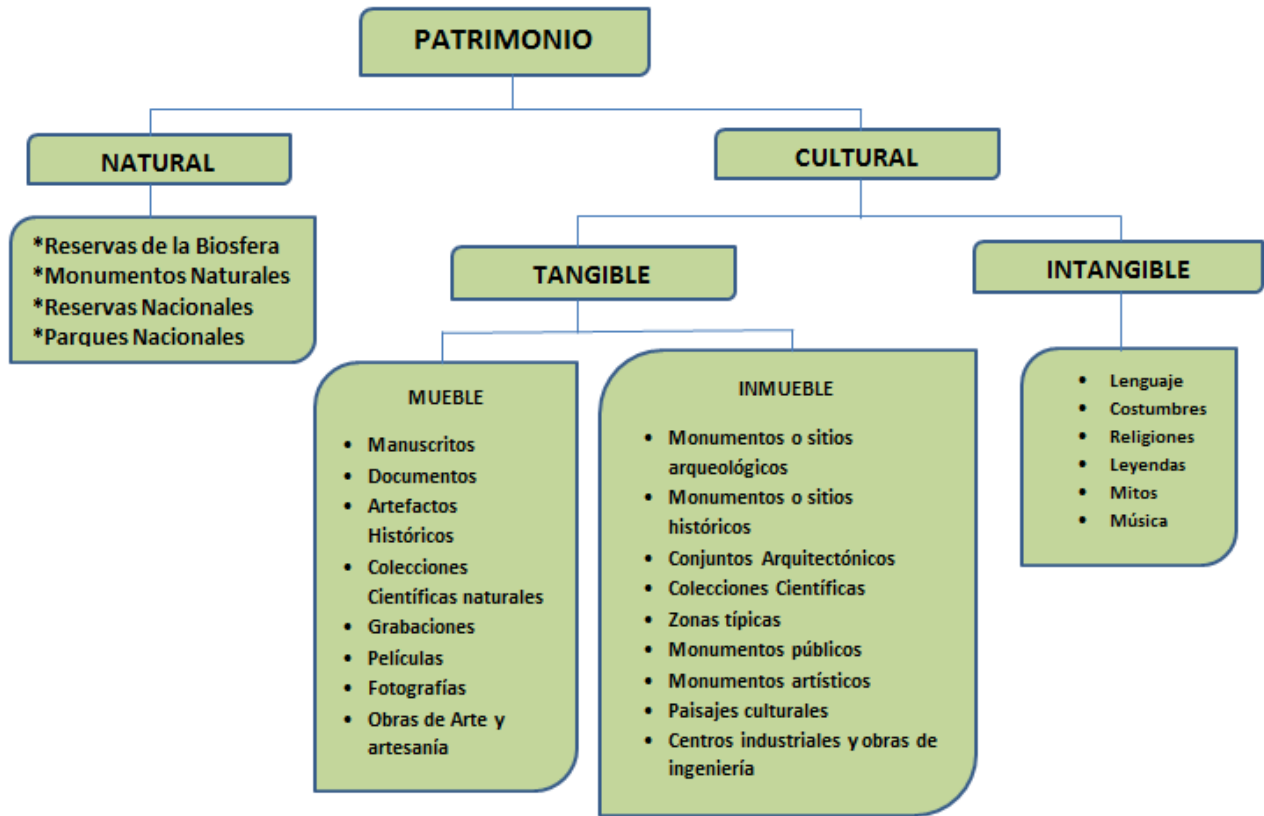 PATRIMONIO
NATURAL
CULTURAL
*Reservas de la Biosfera
*Monumentos Naturales
*Reservas Nacionales
*Parques Nacionales
TANGIBLE
INTANGIBLE
MUEBLE
• Manuscritos
• Documentos
• Artefactos
Históricos
• Colecciones
Científicas naturales
• Grabaciones
• Películas
• Fotografías
• Obras de Arte y
artesanía
INMUEBLE
• Monumentos o sitios
arqueológicos
• Monumentos o sitios
históricos
• Conjuntos Arquitectónicos
• Colecciones Científicas
• Zonas típicas
• Monumentos públicos
• Monumentos artísticos
• Paisajes culturales
• Centros industriales y obras de
ingeniería
• Lenguaje
• Costumbres
• Religiones
• Leyendas
• Mitos
• Música